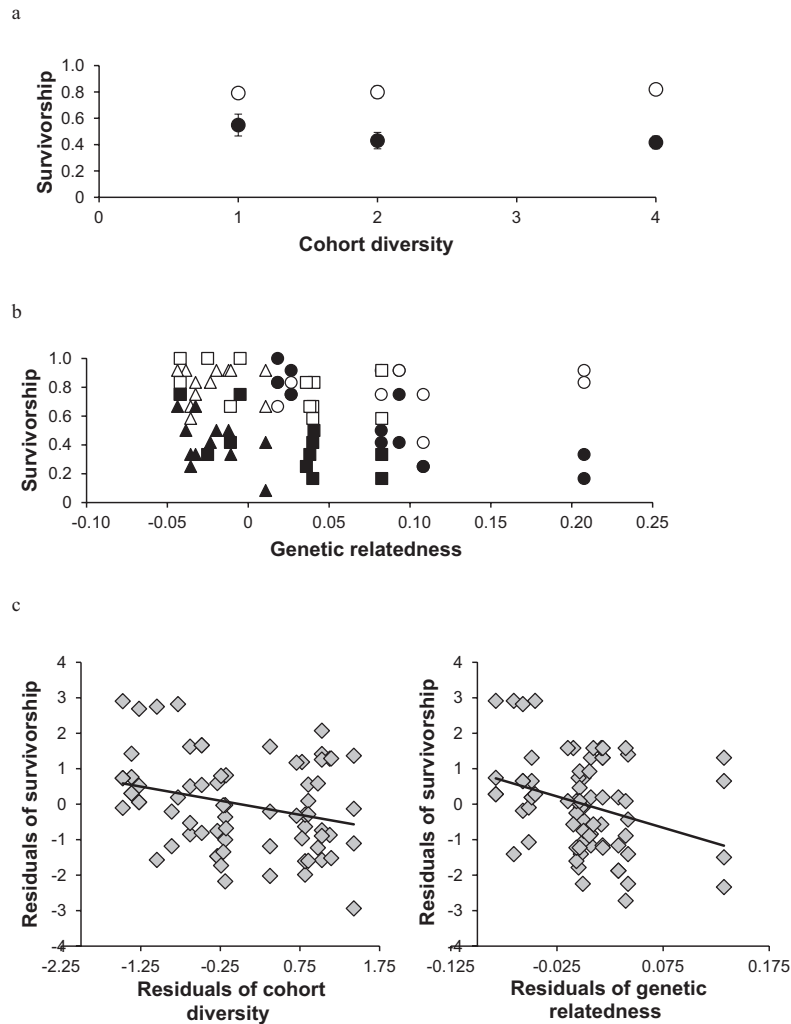 a
1.0
0.8
0.6
0.4
0.2
0
Survivorship
0 1 2 3 4
Cohort diversity
b
1.0
0.8
0.6
0.4
0.2
0
Survivorship
-0.10 -0.05 0 0.05 0.10 0.15 0.20 0.25
Genetic relatedness
c
4
3
2
1
0
-1
-2
-3
-4
Residuals of survivorship
-2.25 -1.25 -0.25 0.75 1.75
Residuals of cohort
diversity
4
3
2
1
0
-1
-2
-3
-4
Residuals of survivorship
-0.125 -0.025 0.075 0.175
Residuals of genetic
relatedness